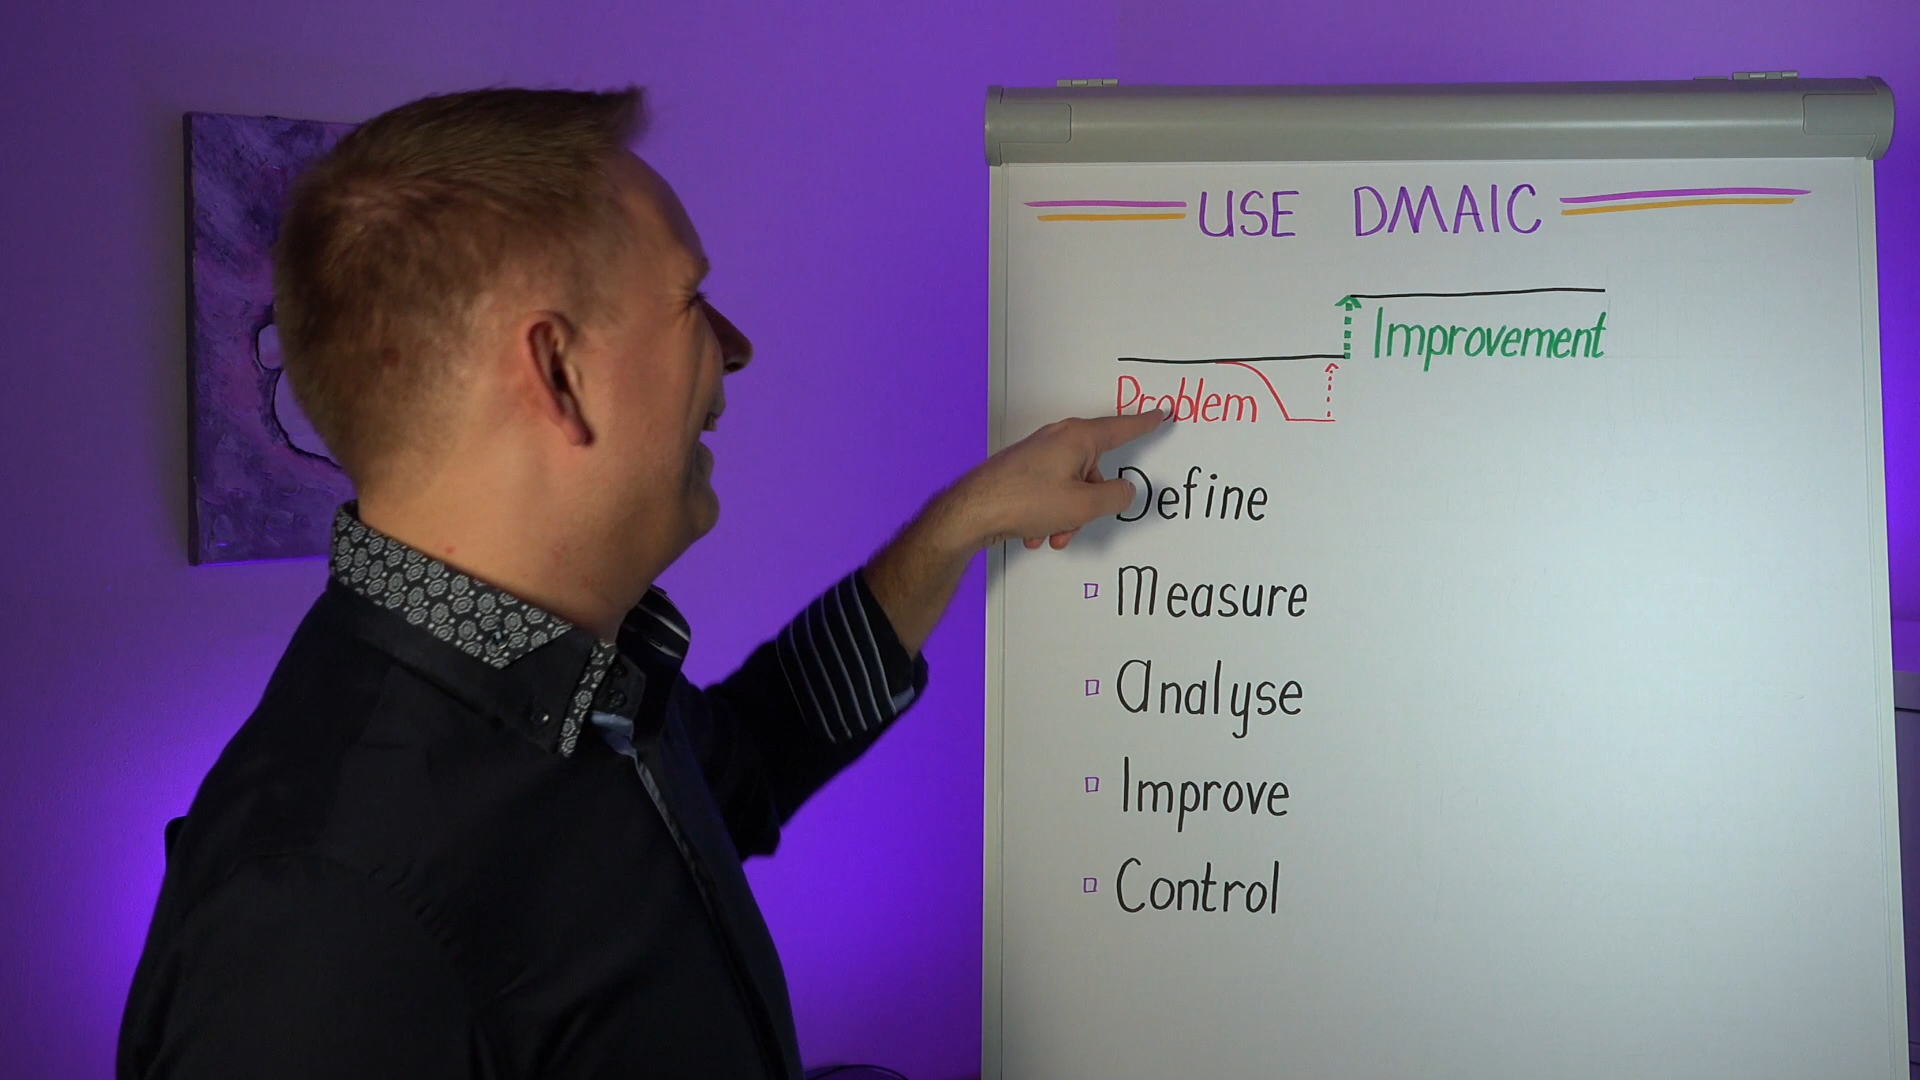 USE DMAIC
Improvement
Problem
Define
Measure
Analyse
Improve
Control